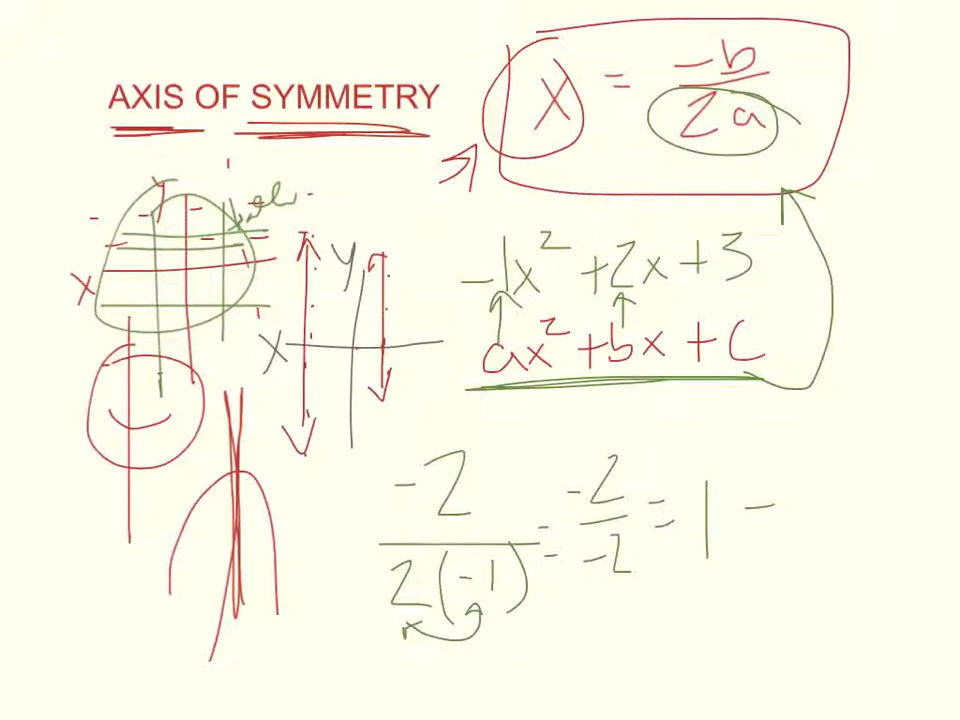 AXIS OF SYMMETRY
x = -b/2a
-1x² + 2x + 3
ax² + bx + c
y
x
y
x
-2/2(-1) = -2/-2 = 1 -